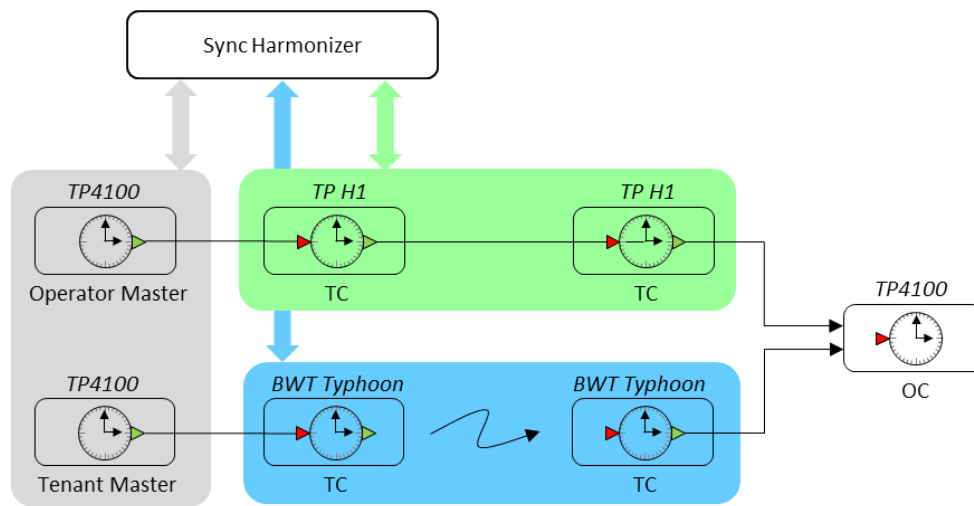 Sync Harmonizer
TP4100
TP H1
TP H1
Operator Master
TC
TC
TP4100
OC
TP4100
BWT Typhoon
BWT Typhoon
Tenant Master
TC
TC